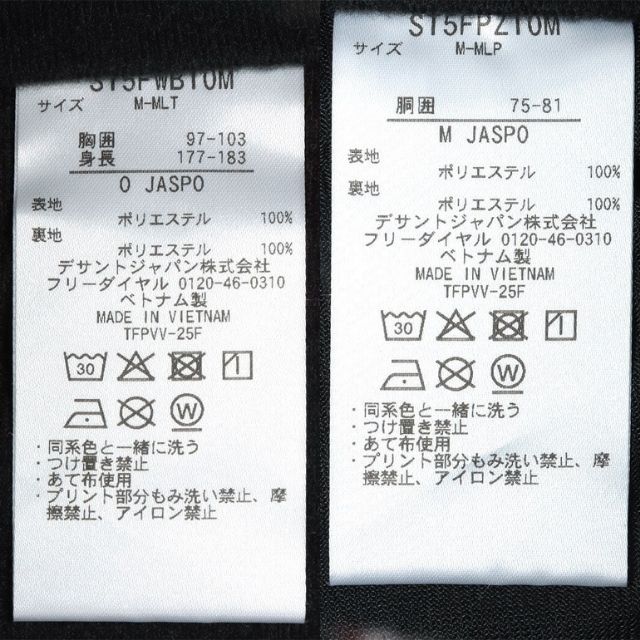 ST5FWB10M
サイズ M-MLT
胸囲 97-103
身長 177-183
O JASPO
表地
ポリエステル 100%
裏地
ポリエステル 100%
デサントジャパン株式会社
フリーダイヤル 0120-46-0310
ベトナム製
MADE IN VIETNAM
TFPVV-25F
30
W
・同系色と一緒に洗う
・つけ置き禁止
・あて布使用
・プリント部分もみ洗い禁止、摩
擦禁止、アイロン禁止
ST5FPZ10M
サイズ M-MLP
胴囲 75-81
M JASPO
表地
ポリエステル 100%
裏地
ポリエステル 100%
デサントジャパン株式会社
フリーダイヤル 0120-46-0310
ベトナム製
MADE IN VIETNAM
TFPVV-25F
30
W
・同系色と一緒に洗う
・つけ置き禁止
・あて布使用
・プリント部分もみ洗い禁止、摩
擦禁止、アイロン禁止